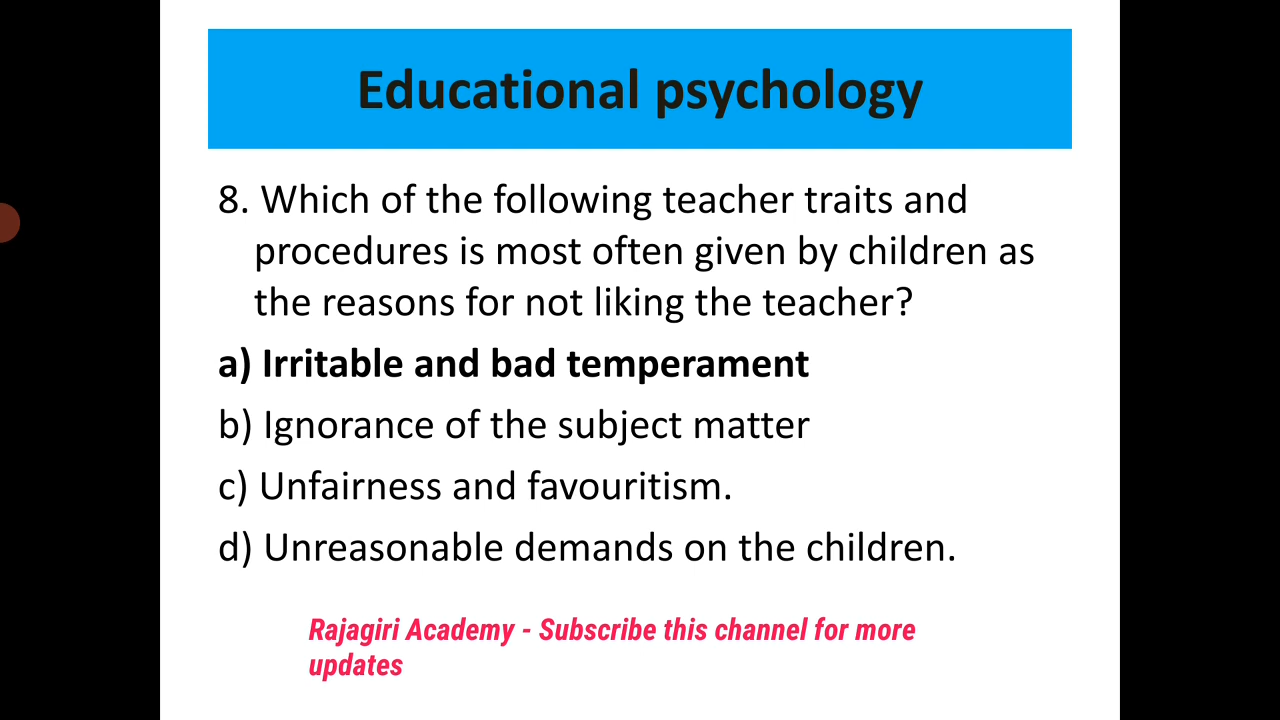 Educational psychology
8. Which of the following teacher traits and
procedures is most often given by children as
the reasons for not liking the teacher?
a) Irritable and bad temperament
b) Ignorance of the subject matter
c) Unfairness and favouritism.
d) Unreasonable demands on the children.
Rajagiri Academy - Subscribe this channel for more
updates